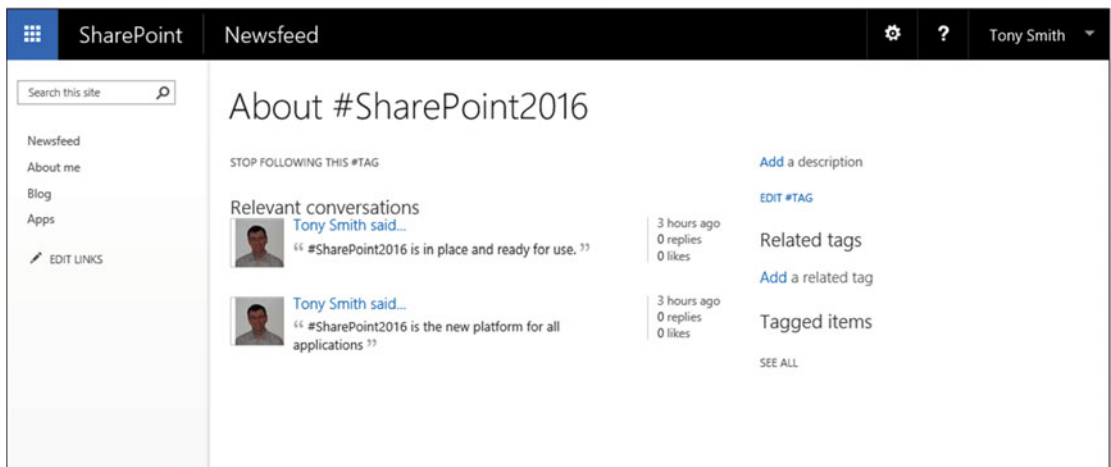 SharePoint
Newsfeed
?
Tony Smith
Search this site
Newsfeed
About me
Blog
Apps
EDIT LINKS
About #SharePoint2016
STOP FOLLOWING THIS #TAG
Relevant conversations
Tony Smith said...
“ #SharePoint2016 is in place and ready for use. ”
3 hours ago
0 replies
0 likes
Tony Smith said...
“ #SharePoint2016 is the new platform for all
applications ”
3 hours ago
0 replies
0 likes
Add a description
EDIT #TAG
Related tags
Add a related tag
Tagged items
SEE ALL